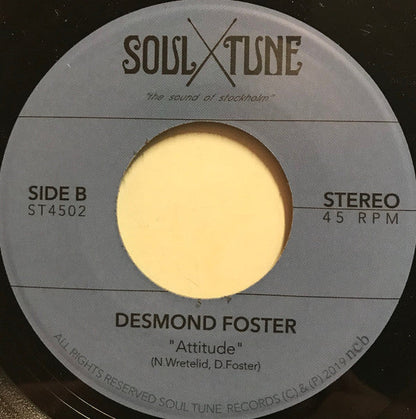 SOUL TUNE
"the sound of stockholm"
SIDE B
ST4502
STEREO
45 RPM
DESMOND FOSTER
"Attitude"
(N.Wretelid, D.Foster)
ALL RIGHTS RESERVED SOUL TUNE RECORDS (C) & (P) 2019 ncb